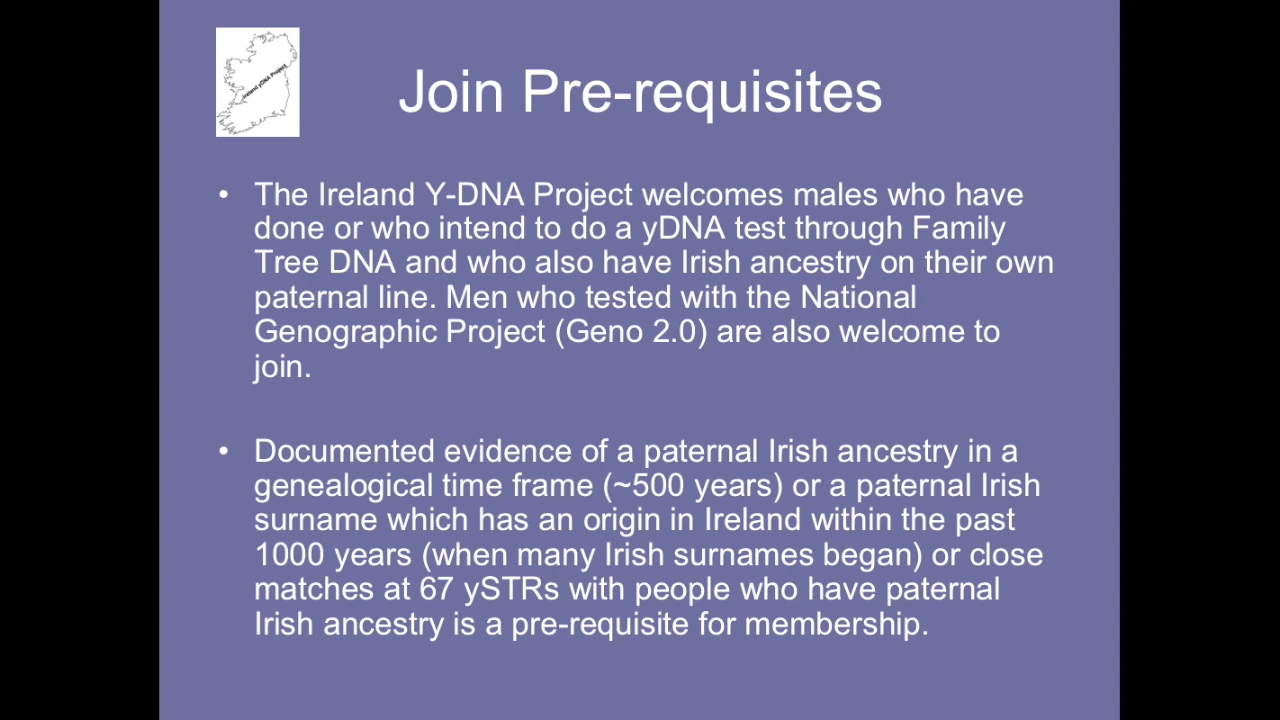 Ireland yDNA Project
Join Pre-requisites
• The Ireland Y-DNA Project welcomes males who have
done or who intend to do a yDNA test through Family
Tree DNA and who also have Irish ancestry on their own
paternal line. Men who tested with the National
Genographic Project (Geno 2.0) are also welcome to
join.
• Documented evidence of a paternal Irish ancestry in a
genealogical time frame (~500 years) or a paternal Irish
surname which has an origin in Ireland within the past
1000 years (when many Irish surnames began) or close
matches at 67 ySTRs with people who have paternal
Irish ancestry is a pre-requisite for membership.